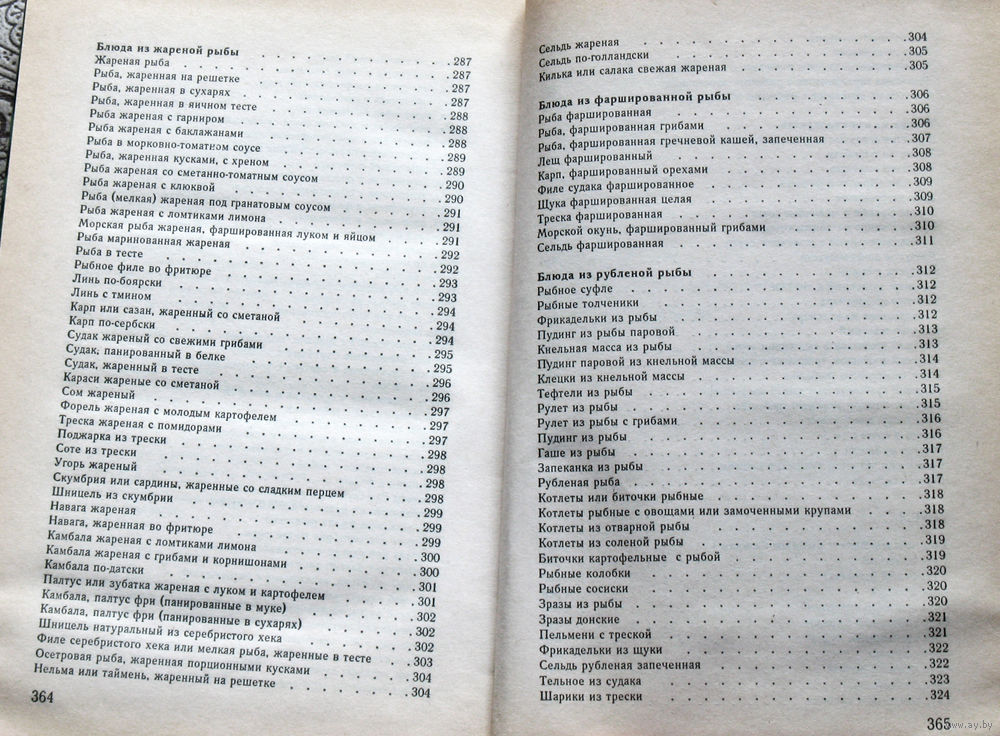 Блюда из жареной рыбы . 287
Жареная рыба . 287
Рыба, жаренная на решетке . 287
Рыба, жаренная в сухарях . 287
Рыба, жаренная в яичном тесте . 288
Рыба жареная с гарниром . 288
Рыба жареная с баклажанами . 288
Рыба в морковно-томатном соусе . 289
Рыба, жаренная кусками, с хреном . 289
Рыба жареная со сметанно-томатным соусом . 290
Рыба жареная с клюквой . 290
Рыба (мелкая) жареная под гранатовым соусом . 291
Рыба жареная с ломтиками лимона . 291
Морская рыба жареная, фаршированная луком и яйцом . 291
Рыба маринованная жареная . 292
Рыба в тесте . 292
Рыбное филе во фритюре . 293
Линь по-боярски . 293
Линь с тмином . 294
Карп или сазан, жаренный со сметаной . 294
Карп по-сербски . 294
Судак жареный со свежими грибами . 295
Судак, панированный в белке . 295
Судак, жаренный в тесте . 296
Караси жареные со сметаной . 296
Сом жареный . 297
Форель жареная с молодым картофелем . 297
Треска жареная с помидорами . 297
Поджарка из трески . 298
Соте из трески . 298
Угорь жареный . 298
Скумбрия или сардины, жаренные со сладким перцем . 298
Шницель из скумбрии . 299
Навага жареная . 299
Навага, жаренная во фритюре . 299
Камбала жареная с ломтиками лимона . 300
Камбала жареная с грибами и корнишонами . 300
Камбала по-датски . 301
Палтус или зубатка жареная с луком и картофелем . 301
Камбала, палтус фри (панированные в муке) . 302
Камбала, палтус фри (панированные в сухарях) . 302
Шницель натуральный из серебристого хека . 302
Филе серебристого хека или мелкая рыба, жаренные в тесте . 303
Осетровая рыба, жаренная порционными кусками . 304
Нельма или таймень, жаренный на решетке . 304
364
Сельдь жареная . 304
Сельдь по-голландски . 305
Килька или салака свежая жареная . 305
Блюда из фаршированной рыбы . 306
Рыба фаршированная . 306
Рыба, фаршированная грибами . 306
Рыба, фаршированная гречневой кашей, запеченная . 307
Лещ фаршированный . 308
Карп, фаршированный орехами . 308
Филе судака фаршированное . 309
Щука фаршированная целая . 309
Треска фаршированная . 310
Морской окунь, фаршированный грибами . 310
Сельдь фаршированная . 311
Блюда из рубленой рыбы . 312
Рыбное суфле . 312
Рыбные толченики . 312
Фрикадельки из рыбы . 312
Пудинг из рыбы паровой . 313
Кнельная масса из рыбы . 313
Пудинг паровой из кнельной массы . 314
Клецки из кнельной массы . 314
Тефтели из рыбы . 315
Рулет из рыбы . 315
Рулет из рыбы с грибами . 316
Пудинг из рыбы . 316
Гаше из рыбы . 317
Запеканка из рыбы . 317
Рубленая рыба . 317
Котлеты или биточки рыбные . 318
Котлеты рыбные с овощами или замоченными крупами . 318
Котлеты из отварной рыбы . 318
Котлеты из соленой рыбы . 319
Биточки картофельные с рыбой . 319
Рыбные колобки . 320
Рыбные сосиски . 320
Зразы из рыбы . 320
Зразы донские . 321
Пельмени с треской . 321
Фрикадельки из щуки . 322
Сельдь рубленая запеченная . 322
Тельное из судака . 323
Шарики из трески . 324
365
www.ay.by